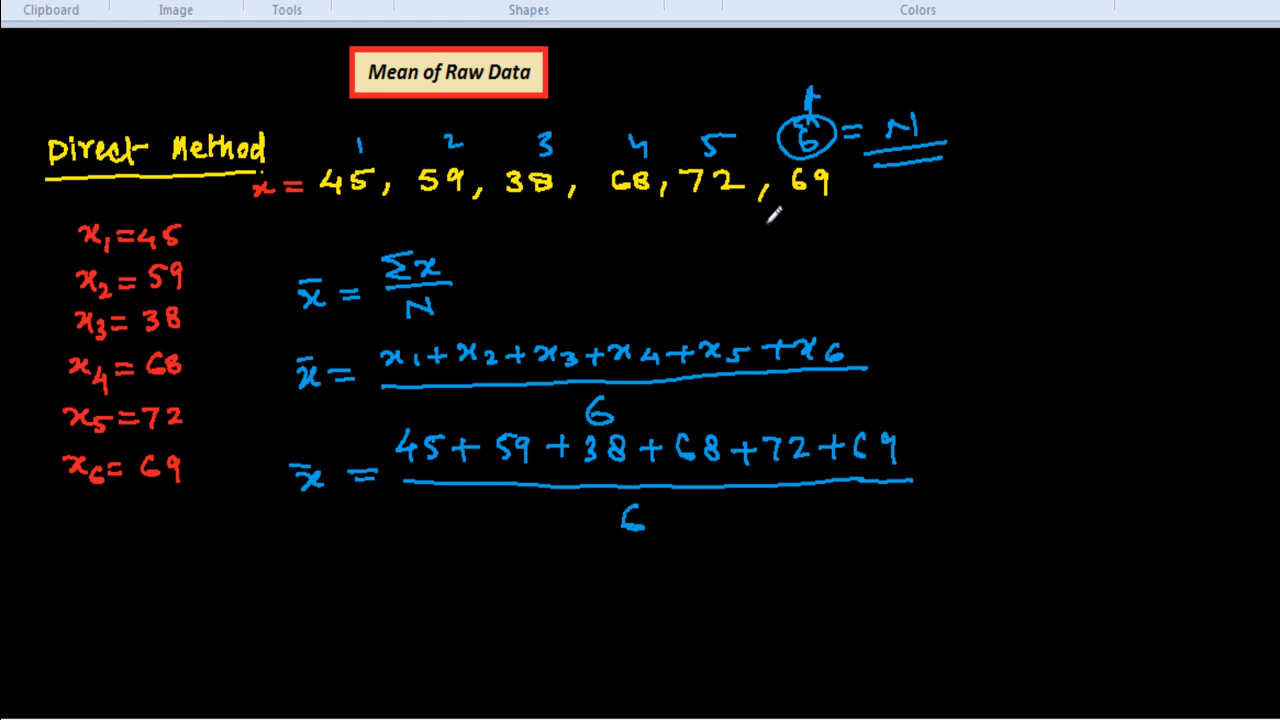 Clipboard Image Tools Shapes Colors
Mean of Raw Data
Direct Method
1 2 3 4 5 6 = N
x = 45, 59, 38, 68, 72, 69
x₁=45
x₂=59
x₃=38
x₄=68
x₅=72
x₆=69
x̄ = Σx/N
x̄ = x₁+x₂+x₃+x₄+x₅+x₆
6
x̄ = 45+59+38+68+72+69
6